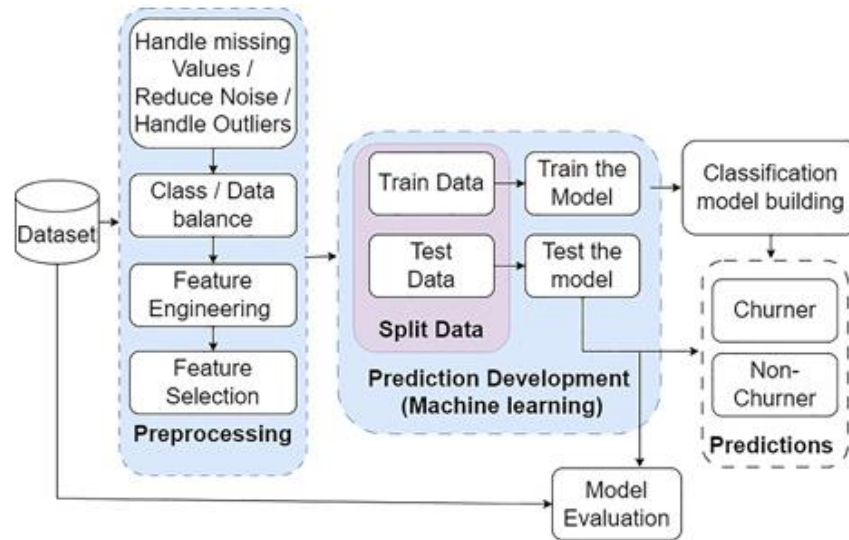 Handle missing
Values /
Reduce Noise /
Handle Outliers
Class / Data
balance
Feature
Engineering
Feature
Selection
Preprocessing
Dataset
Train Data
Train the
Model
Test
Data
Test the
model
Split Data
Prediction Development
(Machine learning)
Classification
model building
Churner
Non-
Churner
Predictions
Model
Evaluation